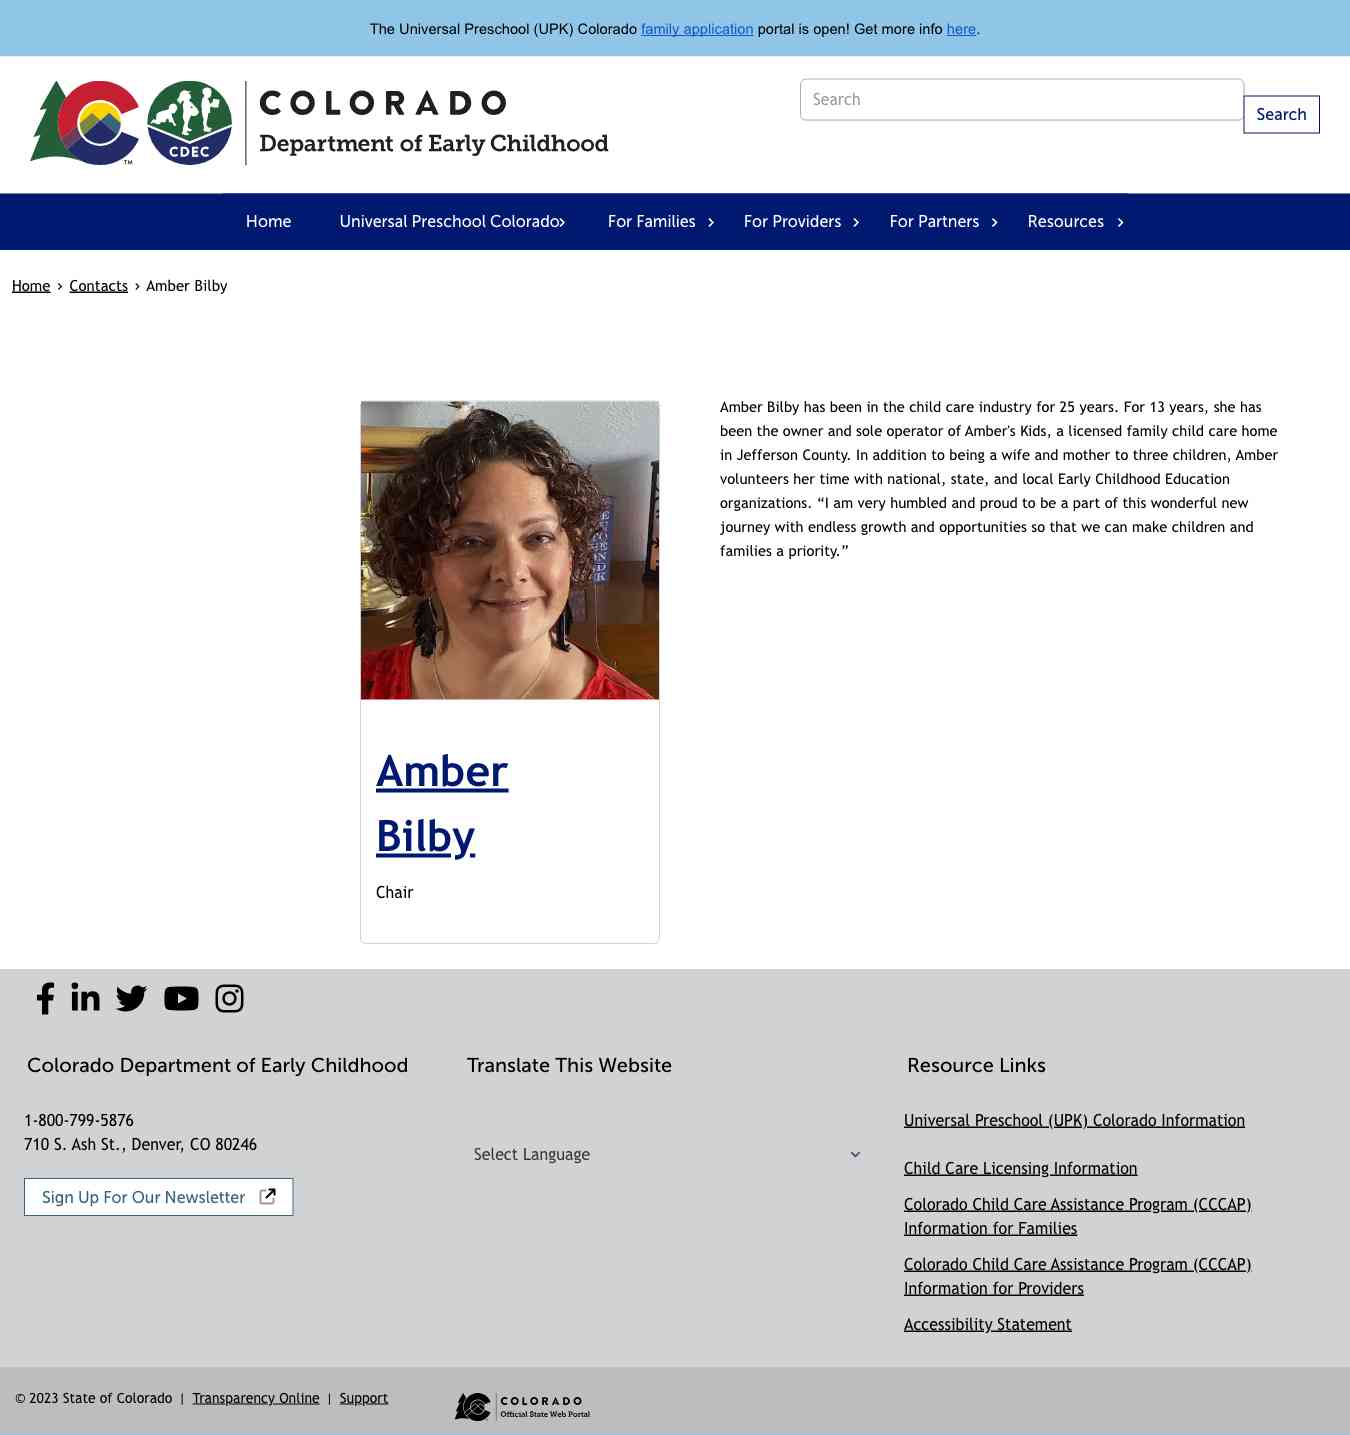 The Universal Preschool (UPK) Colorado family application portal is open! Get more info here.
CDEC
TM
COLORADO
Department of Early Childhood
Search
Search
Home
Universal Preschool Colorado
For Families
For Providers
For Partners
Resources
Home › Contacts › Amber Bilby
Amber Bilby has been in the child care industry for 25 years. For 13 years, she has
been the owner and sole operator of Amber's Kids, a licensed family child care home
in Jefferson County. In addition to being a wife and mother to three children, Amber
volunteers her time with national, state, and local Early Childhood Education
organizations. “I am very humbled and proud to be a part of this wonderful new
journey with endless growth and opportunities so that we can make children and
families a priority.”
Amber
Bilby
Chair
Colorado Department of Early Childhood
1-800-799-5876
710 S. Ash St., Denver, CO 80246
Sign Up For Our Newsletter
Translate This Website
Select Language
Resource Links
Universal Preschool (UPK) Colorado Information
Child Care Licensing Information
Colorado Child Care Assistance Program (CCCAP)
Information for Families
Colorado Child Care Assistance Program (CCCAP)
Information for Providers
Accessibility Statement
© 2023 State of Colorado | Transparency Online | Support
COLORADO
Official State Web Portal